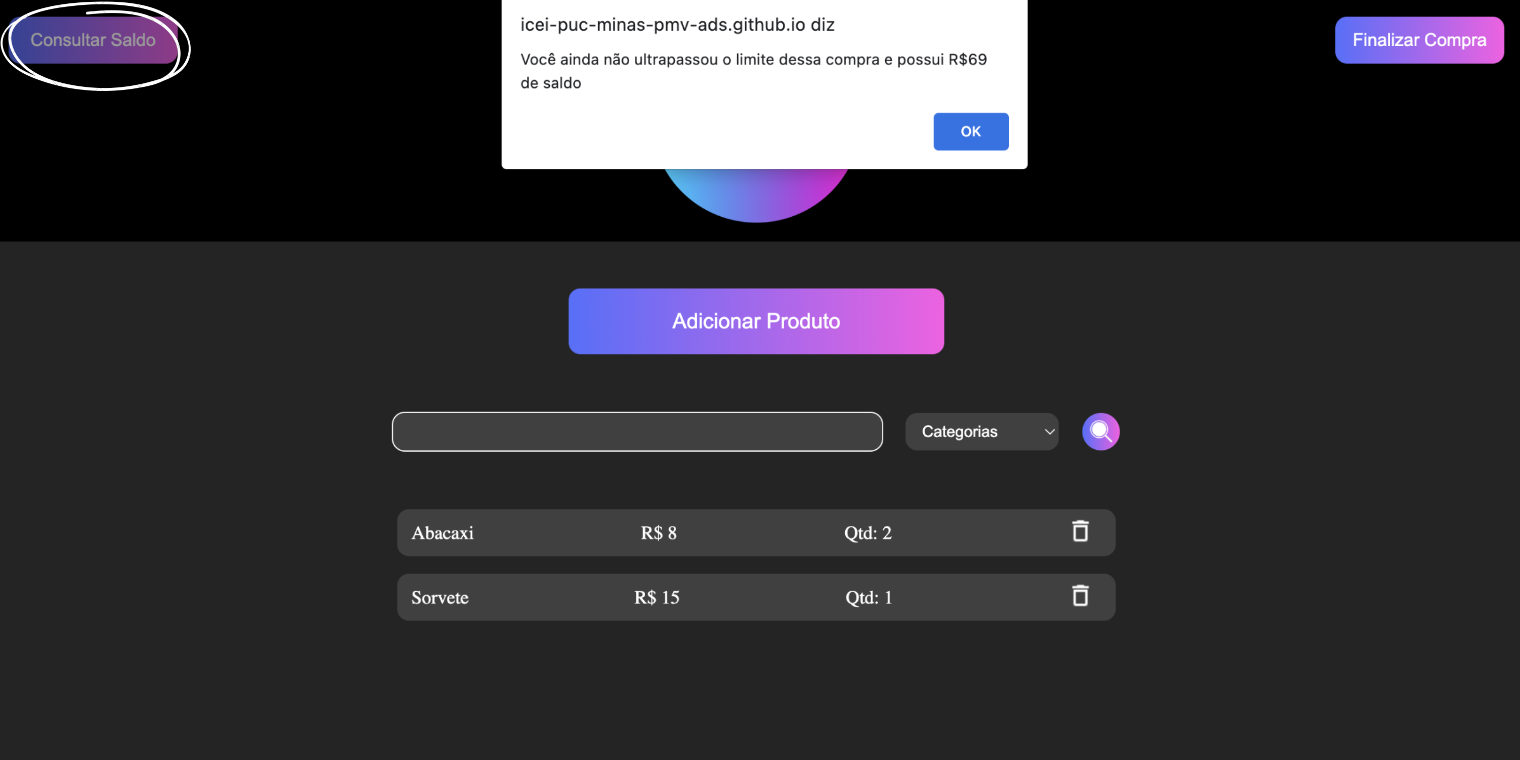 Consultar Saldo
icei-puc-minas-pmv-ads.github.io diz
Você ainda não ultrapassou o limite dessa compra e possui R$69
de saldo
OK
Finalizar Compra
Adicionar Produto
Categorias
Abacaxi R$ 8 Qtd: 2
Sorvete R$ 15 Qtd: 1